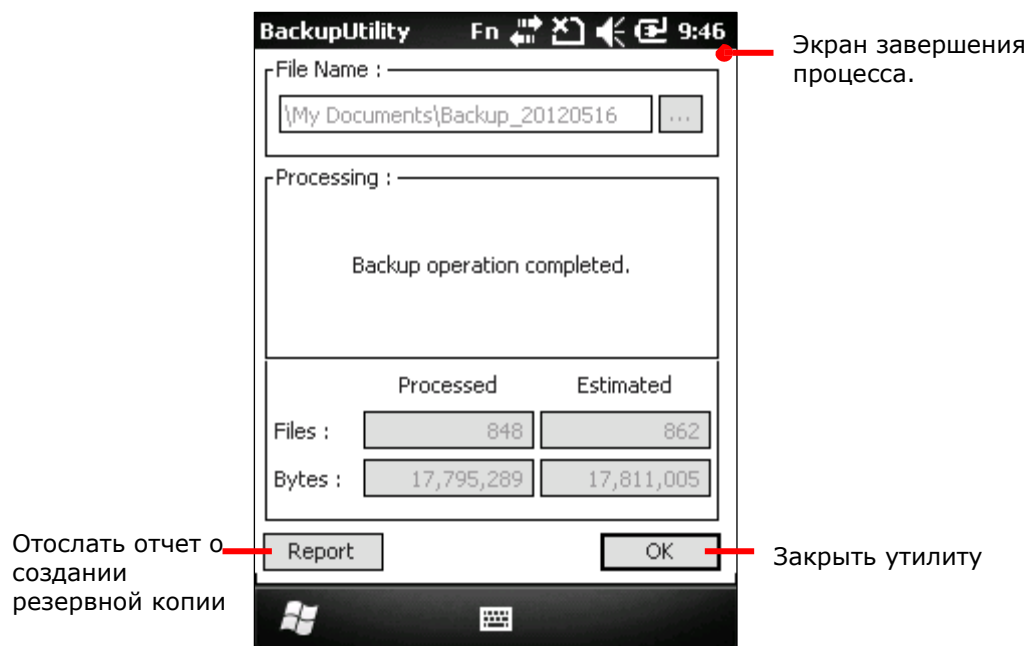 BackupUtility Fn 9:46
Экран завершения
процесса.
File Name :
\My Documents\Backup_20120516 ...
Processing :
Backup operation completed.
Processed Estimated
Files : 848 862
Bytes : 17,795,289 17,811,005
Отослать отчет о
создании
резервной копии
Report OK
Закрыть утилиту